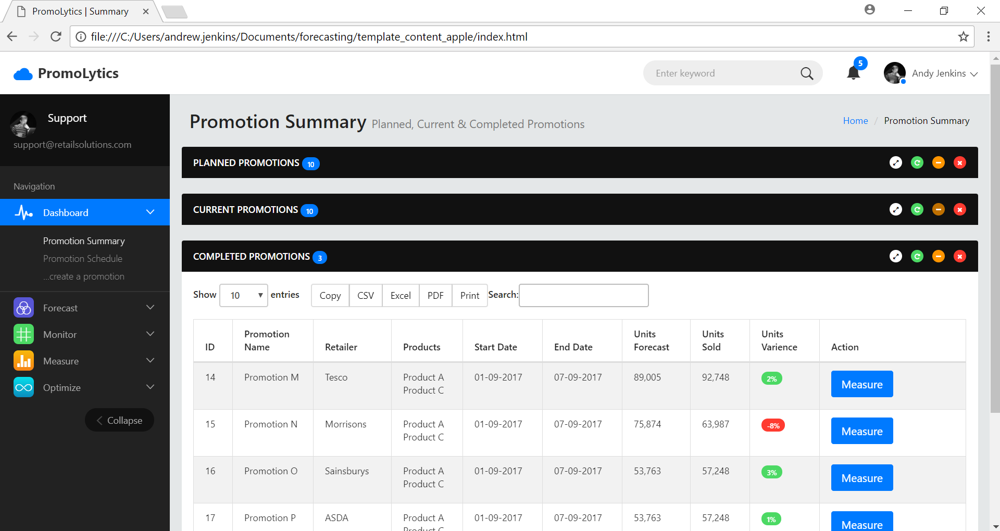 PromoLytics | Summary
file:///C:/Users/andrew.jenkins/Documents/forecasting/template_content_apple/index.html
PromoLytics
Enter keyword
5
Andy Jenkins
Support
support@retailsolutions.com
Navigation
Dashboard
Promotion Summary
Promotion Schedule
...create a promotion
Forecast
Monitor
Measure
Optimize
Collapse
Promotion Summary Planned, Current & Completed Promotions
Home / Promotion Summary
PLANNED PROMOTIONS 10
CURRENT PROMOTIONS 10
COMPLETED PROMOTIONS 3
Show 10 entries Copy CSV Excel PDF Print Search:
ID Promotion Name Retailer Products Start Date End Date Units Forecast Units Sold Units Varience Action
14 Promotion M Tesco Product A Product C 01-09-2017 07-09-2017 89,005 92,748 2% Measure
15 Promotion N Morrisons Product A Product C 01-09-2017 07-09-2017 75,874 63,987 -8% Measure
16 Promotion O Sainsburys Product A Product C 01-09-2017 07-09-2017 53,763 57,248 3% Measure
17 Promotion P ASDA Product A Product C 01-09-2017 07-09-2017 53,763 57,248 1% Measure